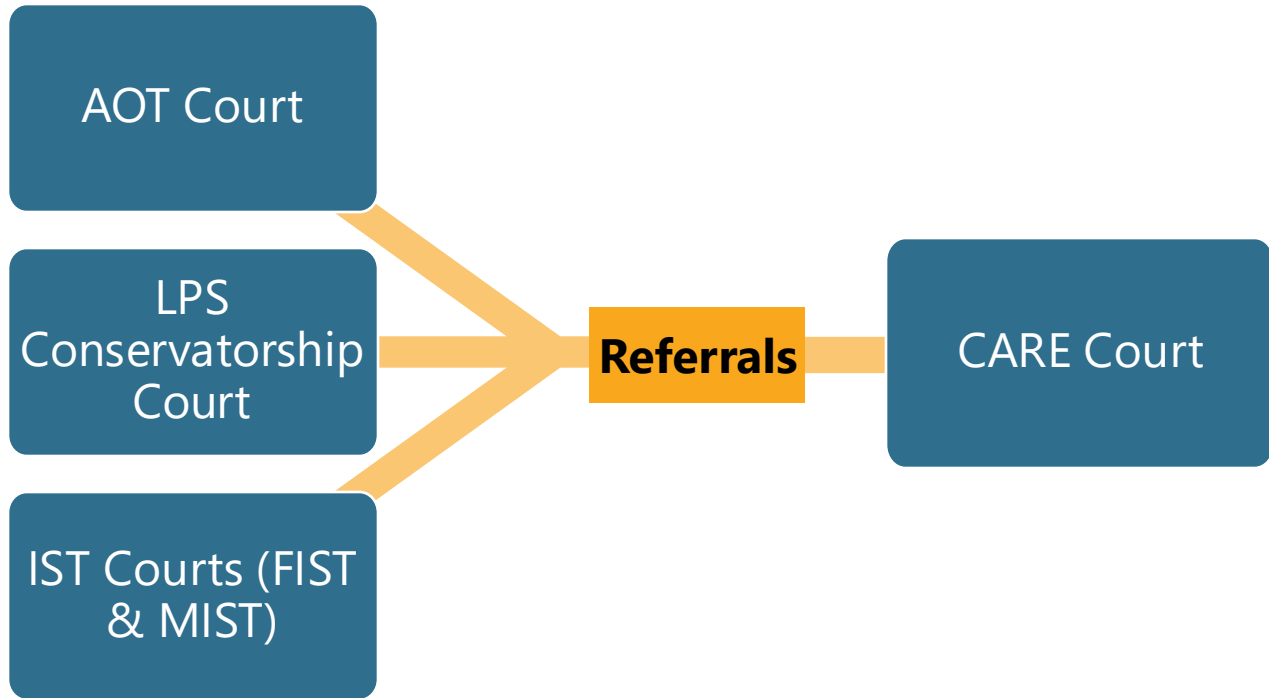 AOT Court
LPS
Conservatorship
Court
IST Courts (FIST
& MIST)
Referrals
CARE Court